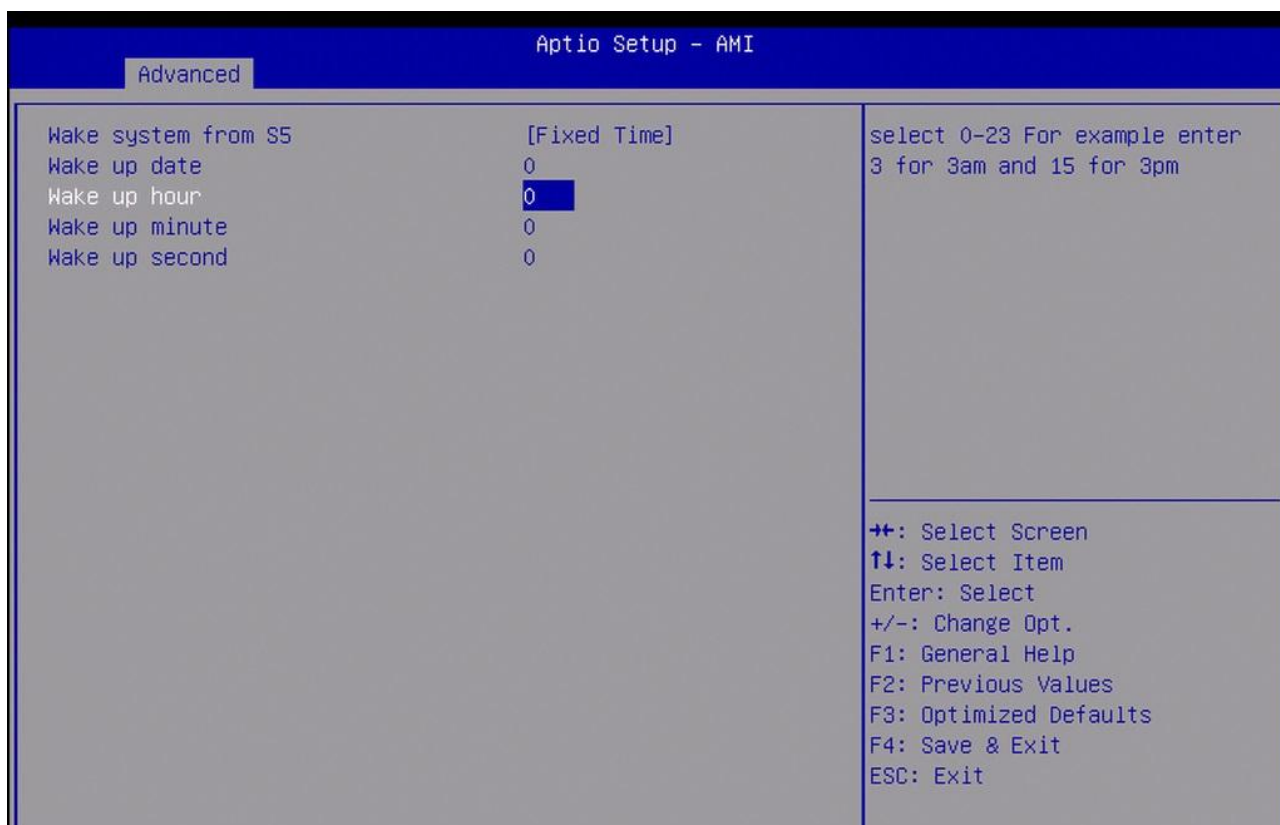 Aptio Setup – AMI
Advanced
Wake system from S5 [Fixed Time]
Wake up date 0
Wake up hour 0
Wake up minute 0
Wake up second 0
select 0-23 For example enter
3 for 3am and 15 for 3pm
→←: Select Screen
↑↓: Select Item
Enter: Select
+/-: Change Opt.
F1: General Help
F2: Previous Values
F3: Optimized Defaults
F4: Save & Exit
ESC: Exit